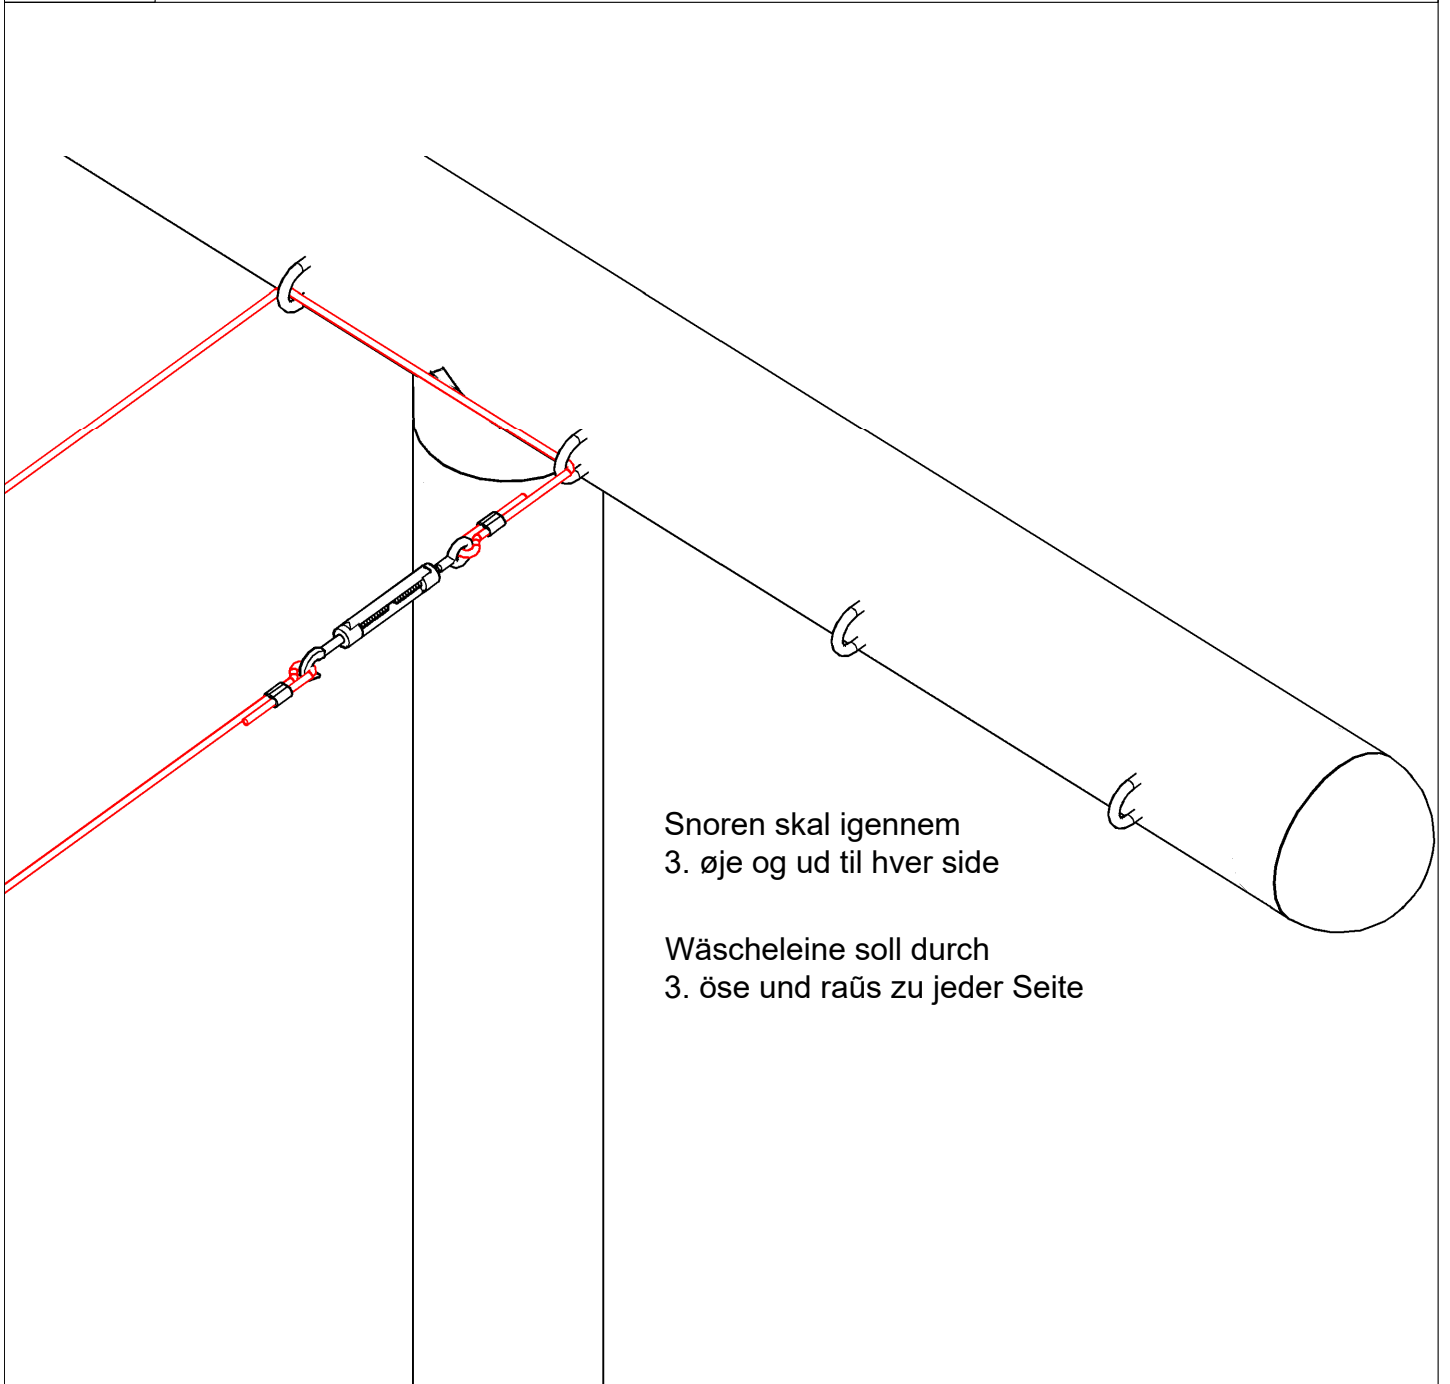 Snoren skal igennem
3. øje og ud til hver side
Wäscheleine soll durch
3. öse und raũs zu jeder Seite